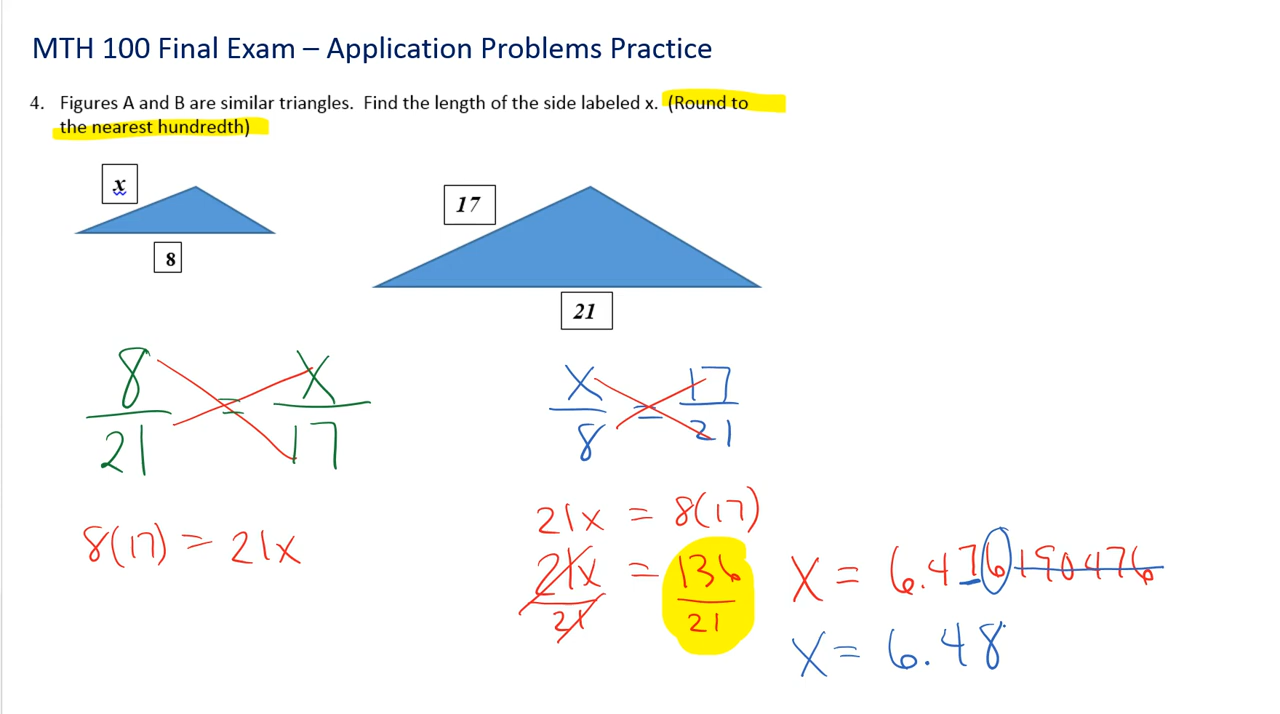 MTH 100 Final Exam – Application Problems Practice
4. Figures A and B are similar triangles. Find the length of the side labeled x. (Round to
the nearest hundredth)
x
17
8
21
8/21 = x/17
x/8 = 17/21
8(17) = 21x
21x = 8(17)
21x/21 = 136/21
x = 6.476190476
x = 6.48